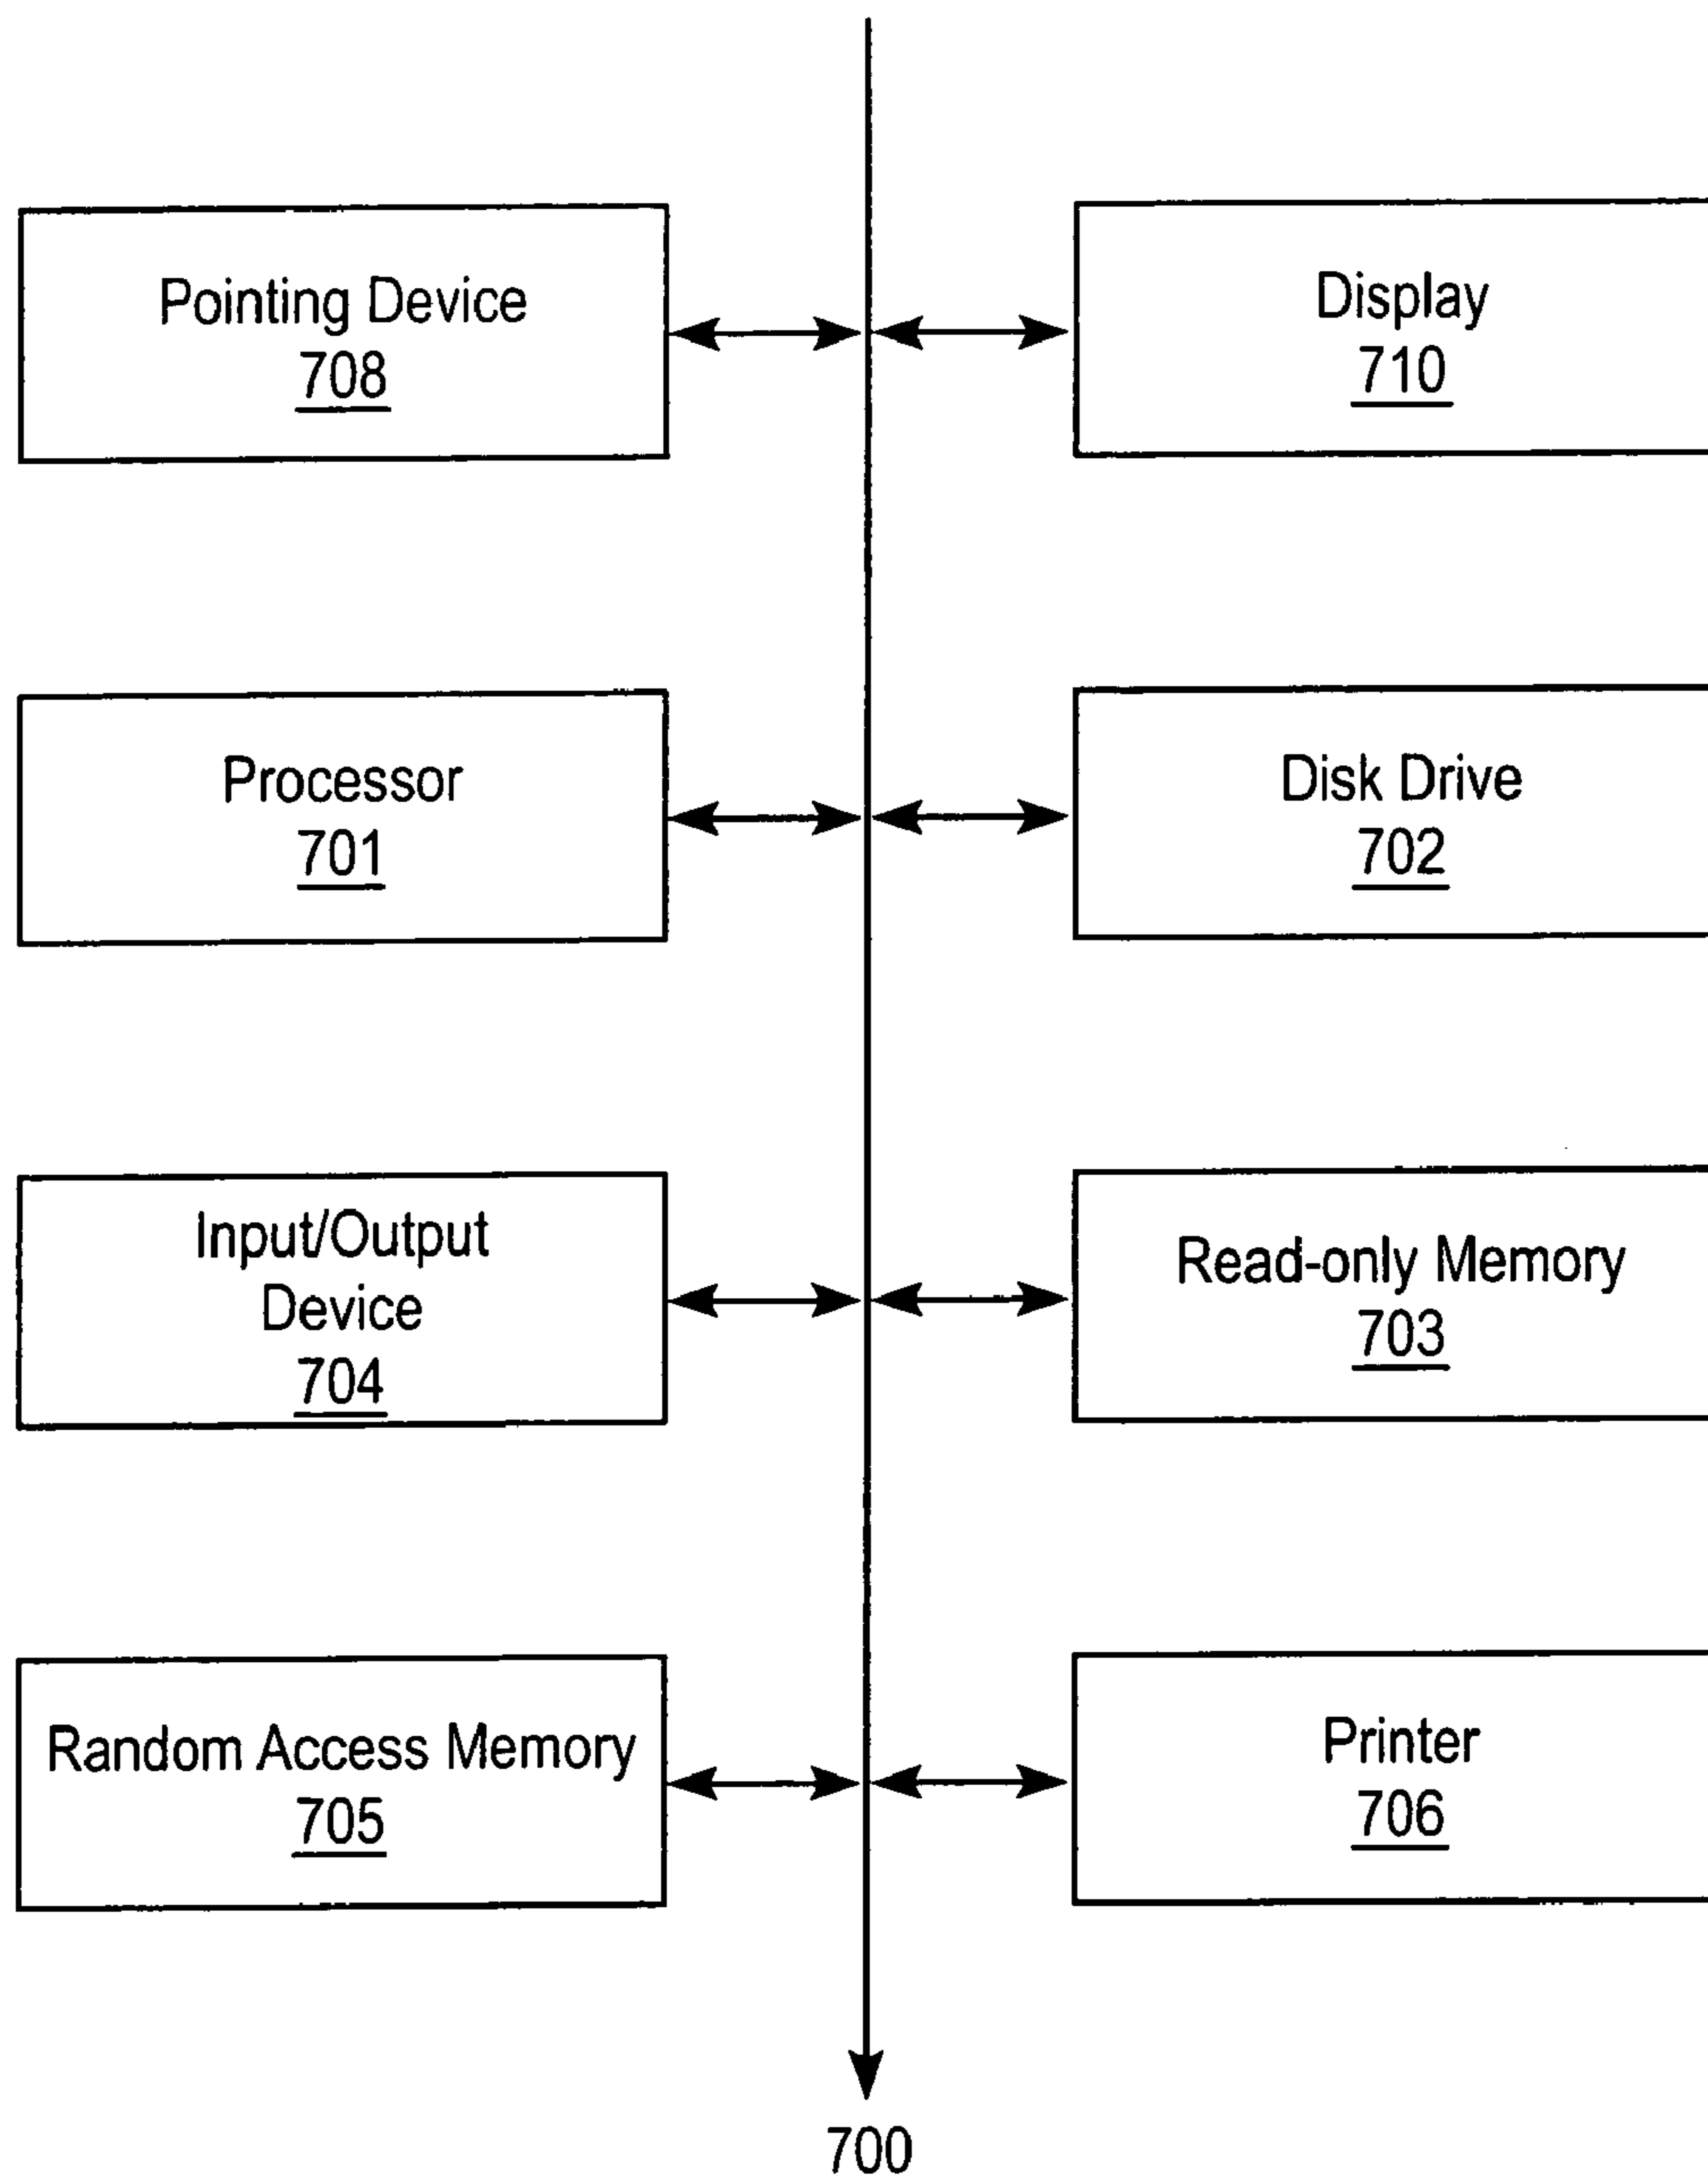 Pointing Device
708
Display
710
Processor
701
Disk Drive
702
Input/Output
Device
704
Read-only Memory
703
Random Access Memory
705
Printer
706
700